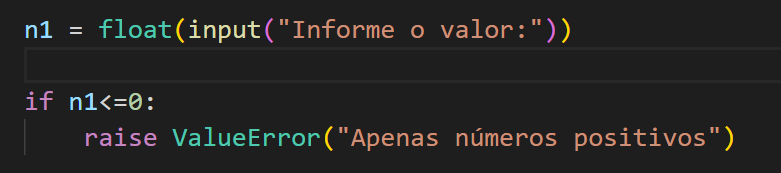 n1 = float(input("Informe o valor:"))
if n1<=0:
    raise ValueError("Apenas números positivos")